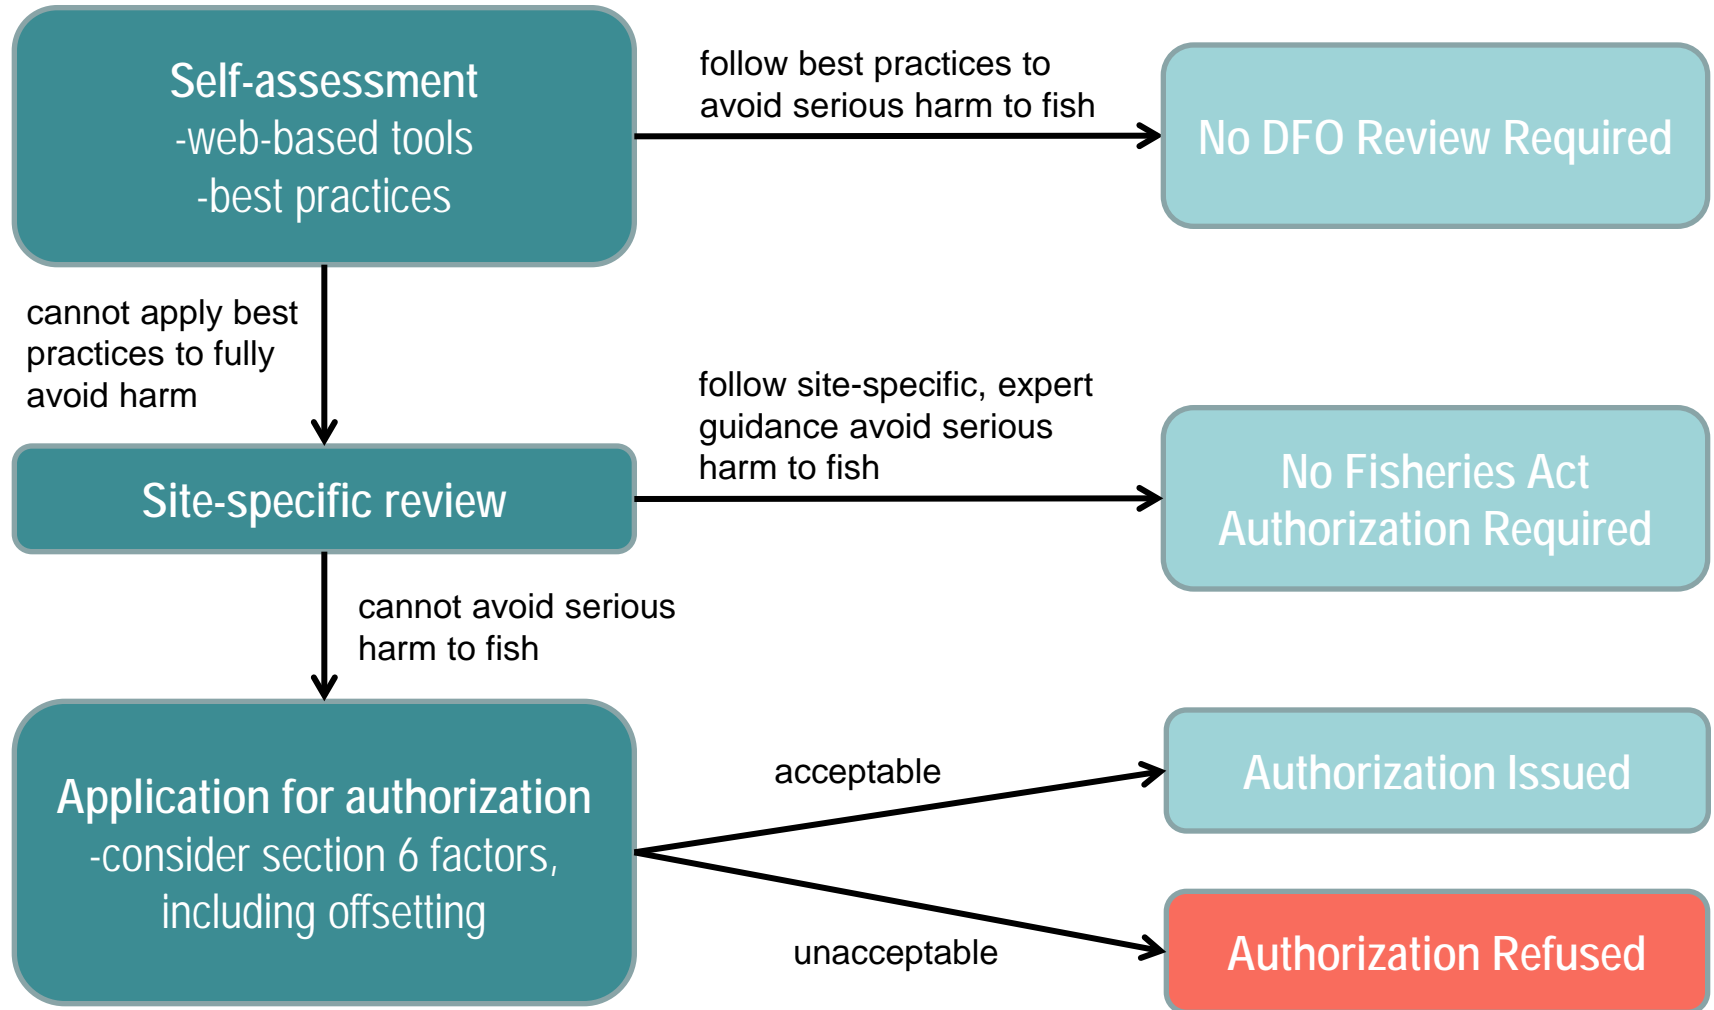 Self-assessment
-web-based tools
-best practices
follow best practices to
avoid serious harm to fish
No DFO Review Required
cannot apply best
practices to fully
avoid harm
Site-specific review
follow site-specific, expert
guidance avoid serious
harm to fish
No Fisheries Act
Authorization Required
cannot avoid serious
harm to fish
Application for authorization
-consider section 6 factors,
including offsetting
acceptable
Authorization Issued
unacceptable
Authorization Refused